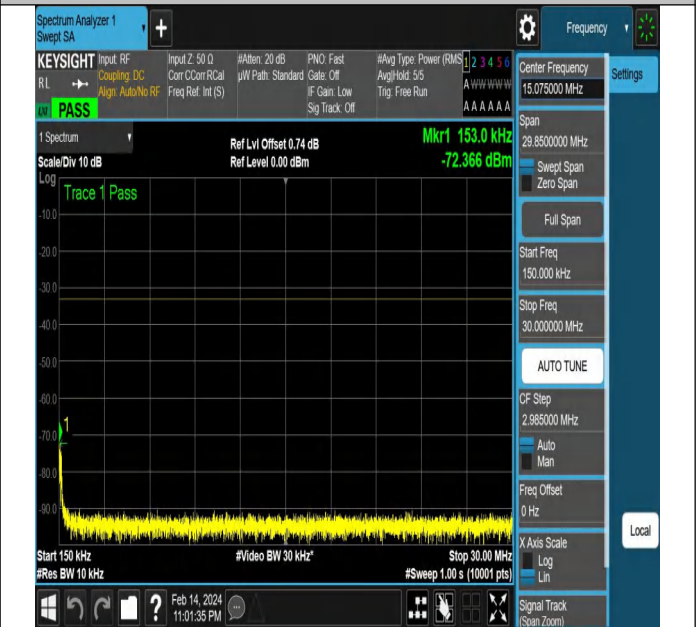 Spectrum Analyzer 1
Swept SA
+
Frequency
KEYSIGHT
RL
PASS
Input: RF
Coupling: DC
Align: Auto/No RF
Input Z: 50 Ω
Corr CCorr RCal
Freq Ref: Int (S)
#Atten: 20 dB
µW Path: Standard
PNO: Fast
Gate: Off
IF Gain: Low
Sig Track: Off
#Avg Type: Power (RMS
Avg|Hold: 5/5
Trig: Free Run
1 2 3 4 5 6
A W W W W W
A A A A A A
1 Spectrum
Scale/Div 10 dB
Ref Lvl Offset 0.74 dB
Ref Level 0.00 dBm
Mkr1 153.0 kHz
-72.366 dBm
Log
Trace 1 Pass
-10.0
-20.0
-30.0
-40.0
-50.0
-60.0
-70.0
-80.0
-90.0
1
Start 150 kHz
#Res BW 10 kHz
#Video BW 30 kHz*
Stop 30.00 MHz
#Sweep 1.00 s (10001 pts)
?
Feb 14, 2024
11:01:35 PM
Center Frequency
15.075000 MHz
Settings
Span
29.8500000 MHz
Swept Span
Zero Span
Full Span
Start Freq
150.000 kHz
Stop Freq
30.000000 MHz
AUTO TUNE
CF Step
2.985000 MHz
Auto
Man
Freq Offset
0 Hz
Local
X Axis Scale
Log
Lin
Signal Track
(Span Zoom)